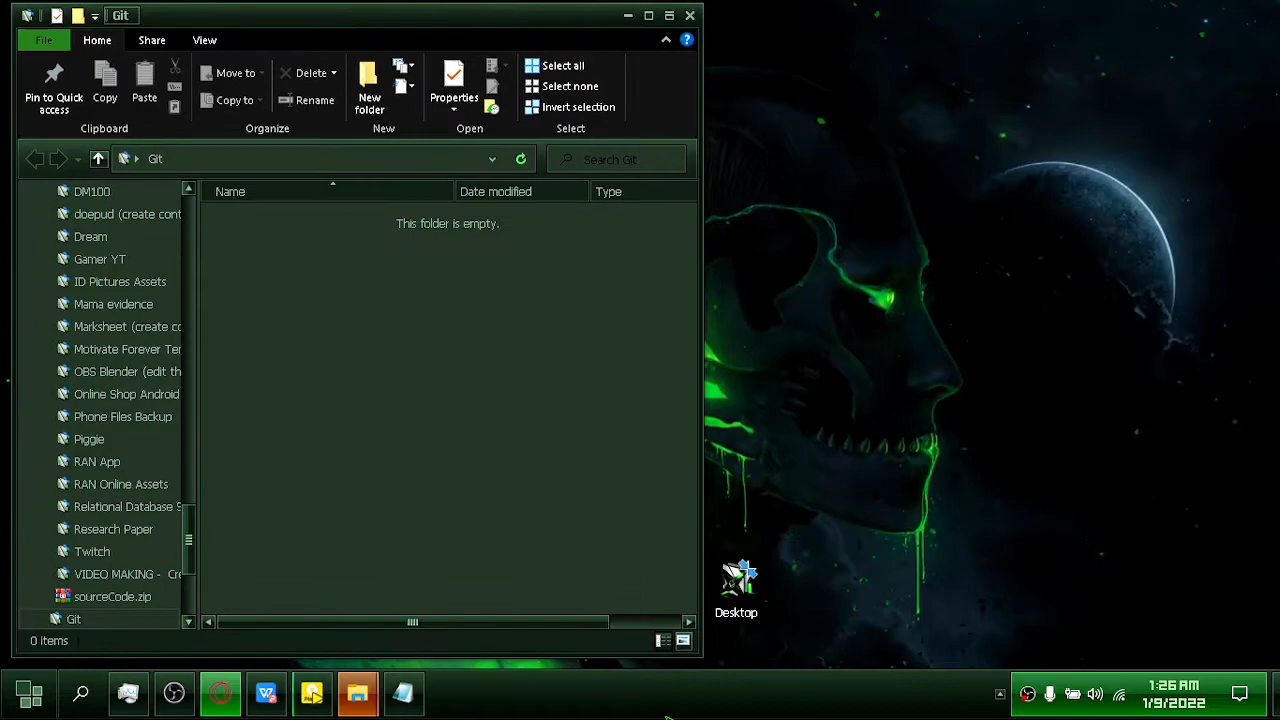 Git
File
Home
Share
View
Pin to Quick access
Copy
Paste
Clipboard
Move to
Copy to
Delete
Rename
Organize
New folder
New
Properties
Open
Select all
Select none
Invert selection
Select
Git
Search Git
Name
Date modified
Type
This folder is empty.
DM100
doepud (create cont
Dream
Gamer YT
ID Pictures Assets
Mama evidence
Marksheet (create co
Motivate Forever Ter
OBS Blender (edit th
Online Shop Android
Phone Files Backup
Piggie
RAN App
RAN Online Assets
Relational Database S
Research Paper
Twitch
VIDEO MAKING - Cre
sourceCode.zip
Git
0 items
Desktop
1:26 AM
1/9/2022